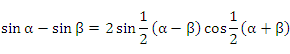 sin α − sin β = 2 sin 1/2 (α − β) cos 1/2 (α + β)